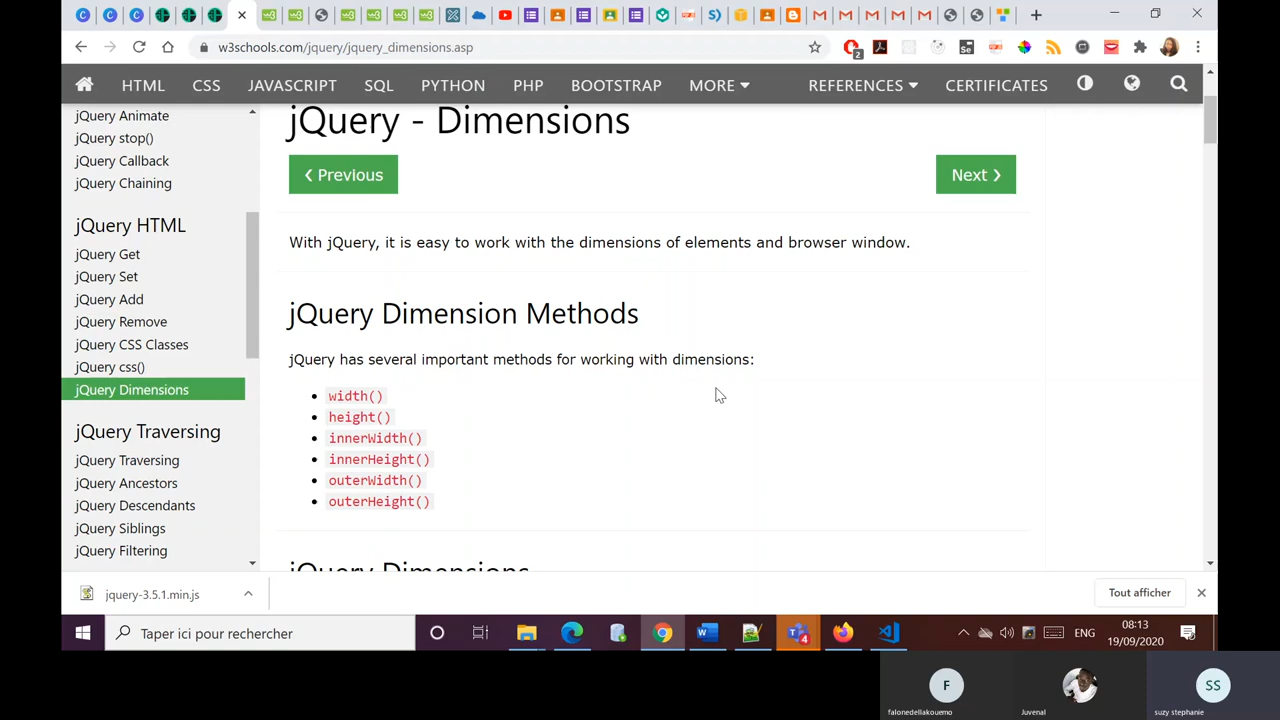 w3schools.com/jquery/jquery_dimensions.asp
2
HTML CSS JAVASCRIPT SQL PYTHON PHP BOOTSTRAP MORE REFERENCES CERTIFICATES
jQuery Animate
jQuery stop()
jQuery Callback
jQuery Chaining
jQuery HTML
jQuery Get
jQuery Set
jQuery Add
jQuery Remove
jQuery CSS Classes
jQuery css()
jQuery Dimensions
jQuery Traversing
jQuery Traversing
jQuery Ancestors
jQuery Descendants
jQuery Siblings
jQuery Filtering
jQuery - Dimensions
❮ Previous
Next ❯
With jQuery, it is easy to work with the dimensions of elements and browser window.
jQuery Dimension Methods
jQuery has several important methods for working with dimensions:
width()
height()
innerWidth()
innerHeight()
outerWidth()
outerHeight()
jQuery Dimensions
jquery-3.5.1.min.js
Tout afficher
Taper ici pour rechercher
4
ENG
08:13
19/09/2020
F
falonedellakouemo
Juvenal
SS
suzy stephanie